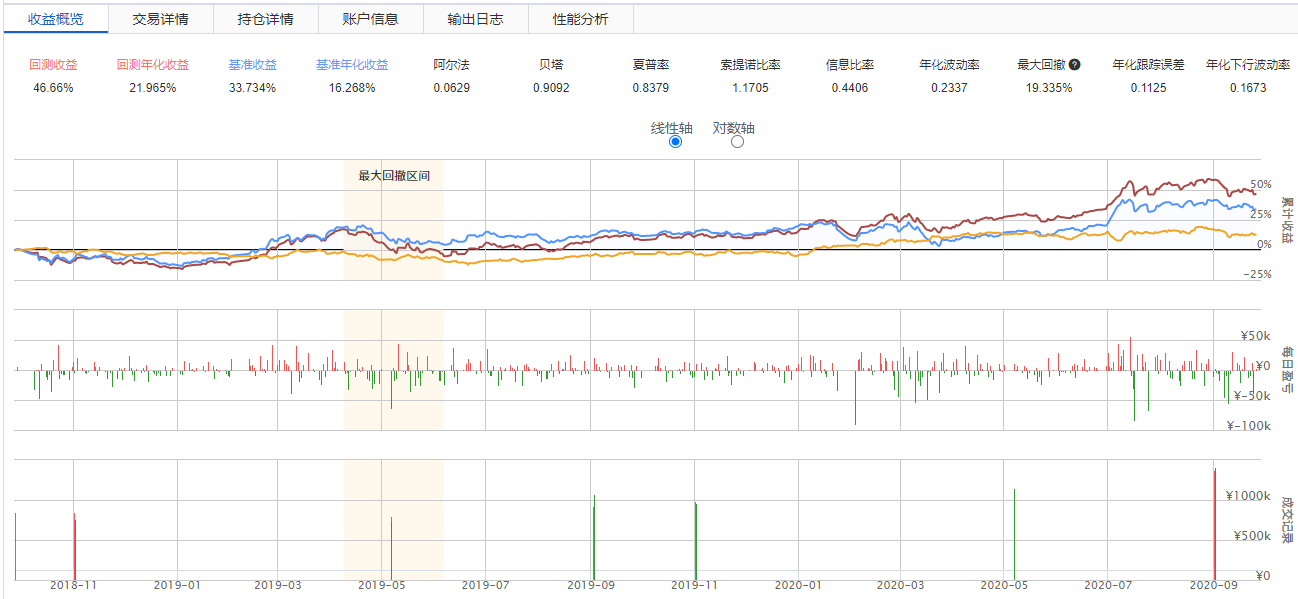 收益概览 交易详情 持仓详情 账户信息 输出日志 性能分析
回测收益 回测年化收益 基准收益 基准年化收益 阿尔法 贝塔 夏普率 索提诺比率 信息比率 年化波动率 最大回撤 ? 年化跟踪误差 年化下行波动率
46.66% 21.965% 33.734% 16.268% 0.0629 0.9092 0.8379 1.1705 0.4406 0.2337 19.335% 0.1125 0.1673
线性轴 对数轴
最大回撤区间
50%
25%
0%
-25%
累计收益
¥50k
¥0
¥-50k
¥-100k
每日盈亏
¥1000k
¥500k
¥0
成交记录
2018-11 2019-01 2019-03 2019-05 2019-07 2019-09 2019-11 2020-01 2020-03 2020-05 2020-07 2020-09